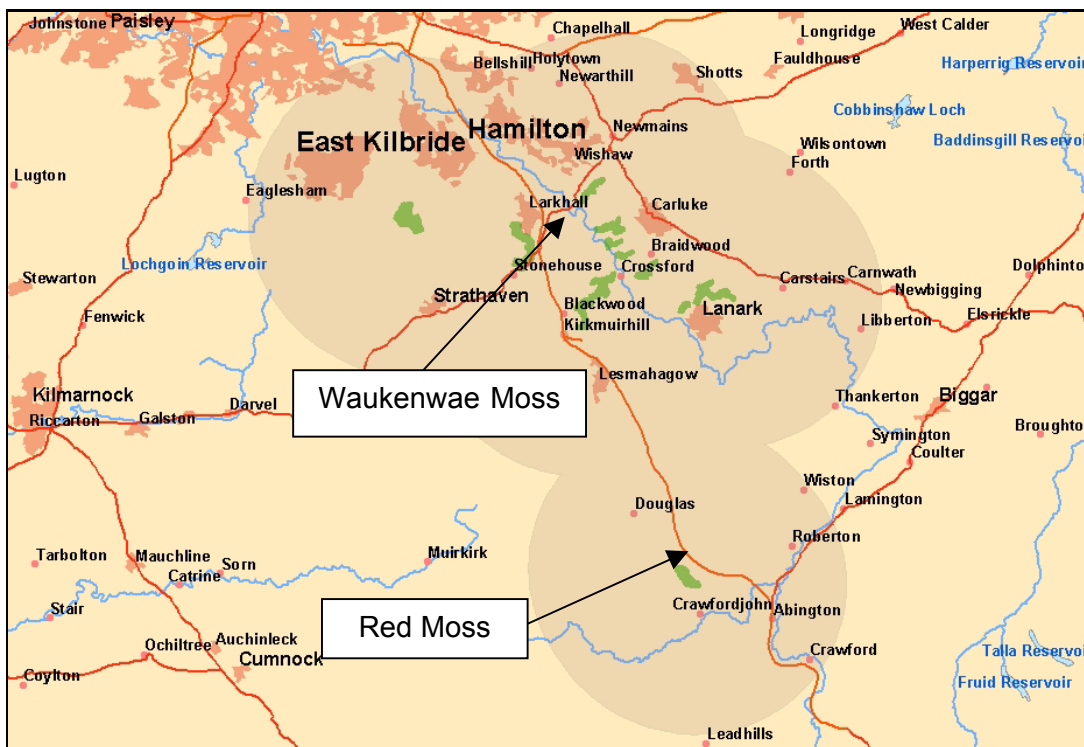 Johnstone
Paisley
Chapelhall
Longridge
West Calder
Bellshill
Holytown
Newarthill
Shotts
Fauldhouse
Harperrig Reservoir
Cobbinshaw Loch
Baddinsgill Reservoir
East Kilbride
Hamilton
Newmains
Wishaw
Wilsontown
Forth
Lugton
Eaglesham
Larkhall
Carluke
Braidwood
Lochgoin Reservoir
Stonehouse
Crossford
Carstairs
Carnwath
Newbigging
Dolphinto
Stewarton
Strathaven
Blackwood
Kirkmuirhill
Lanark
Libberton
Elsrickle
Fenwick
Lesmahagow
Waukenwae Moss
Kilmarnock
Riccarton
Galston
Darvel
Thankerton
Biggar
Symington
Coulter
Broughton
Wiston
Lamington
Douglas
Roberton
Tarbolton
Mauchline
Sorn
Catrine
Muirkirk
Stair
Red Moss
Crawfordjohn
Abington
Ochiltree
Auchinleck
Cumnock
Crawford
Coylton
Talla Reservoi
Fruid Reservoir
Leadhills